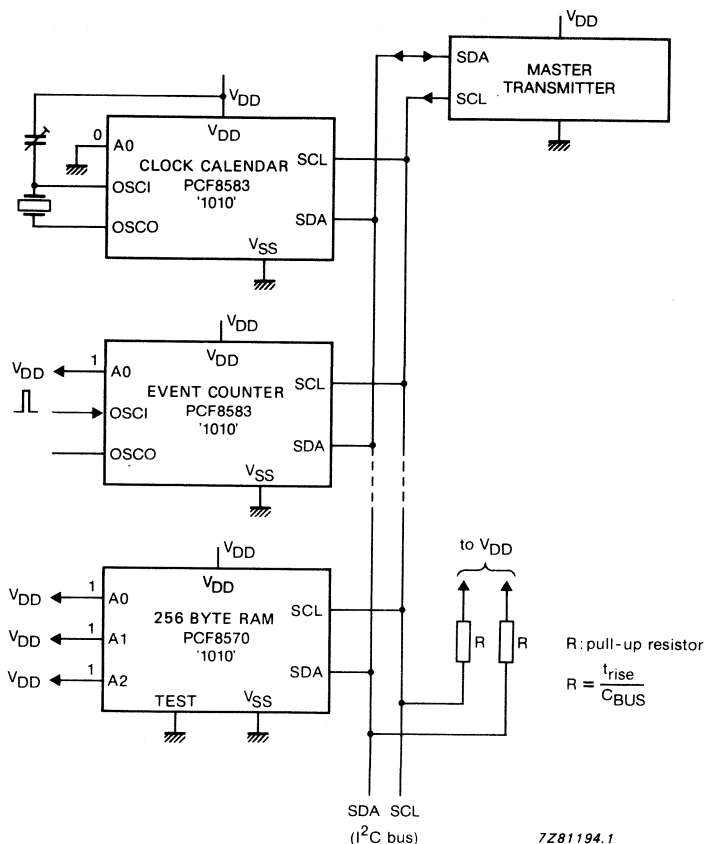 VDD
SDA
MASTER
TRANSMITTER
SCL
VDD
VDD
0
A0
CLOCK CALENDAR
SCL
PCF8583
OSCI
'1010'
OSCO
SDA
VSS
VDD
VDD
VDD
1
A0
EVENT COUNTER
SCL
PCF8583
OSCI
'1010'
OSCO
SDA
VSS
VDD
VDD
VDD
1
A0
256 BYTE RAM
SCL
VDD
1
A1
PCF8570
'1010'
VDD
1
A2
SDA
TEST
VSS
to VDD
R
R
R: pull-up resistor
R = trise
CBUS
SDA SCL
(I²C bus)
7Z81194.1